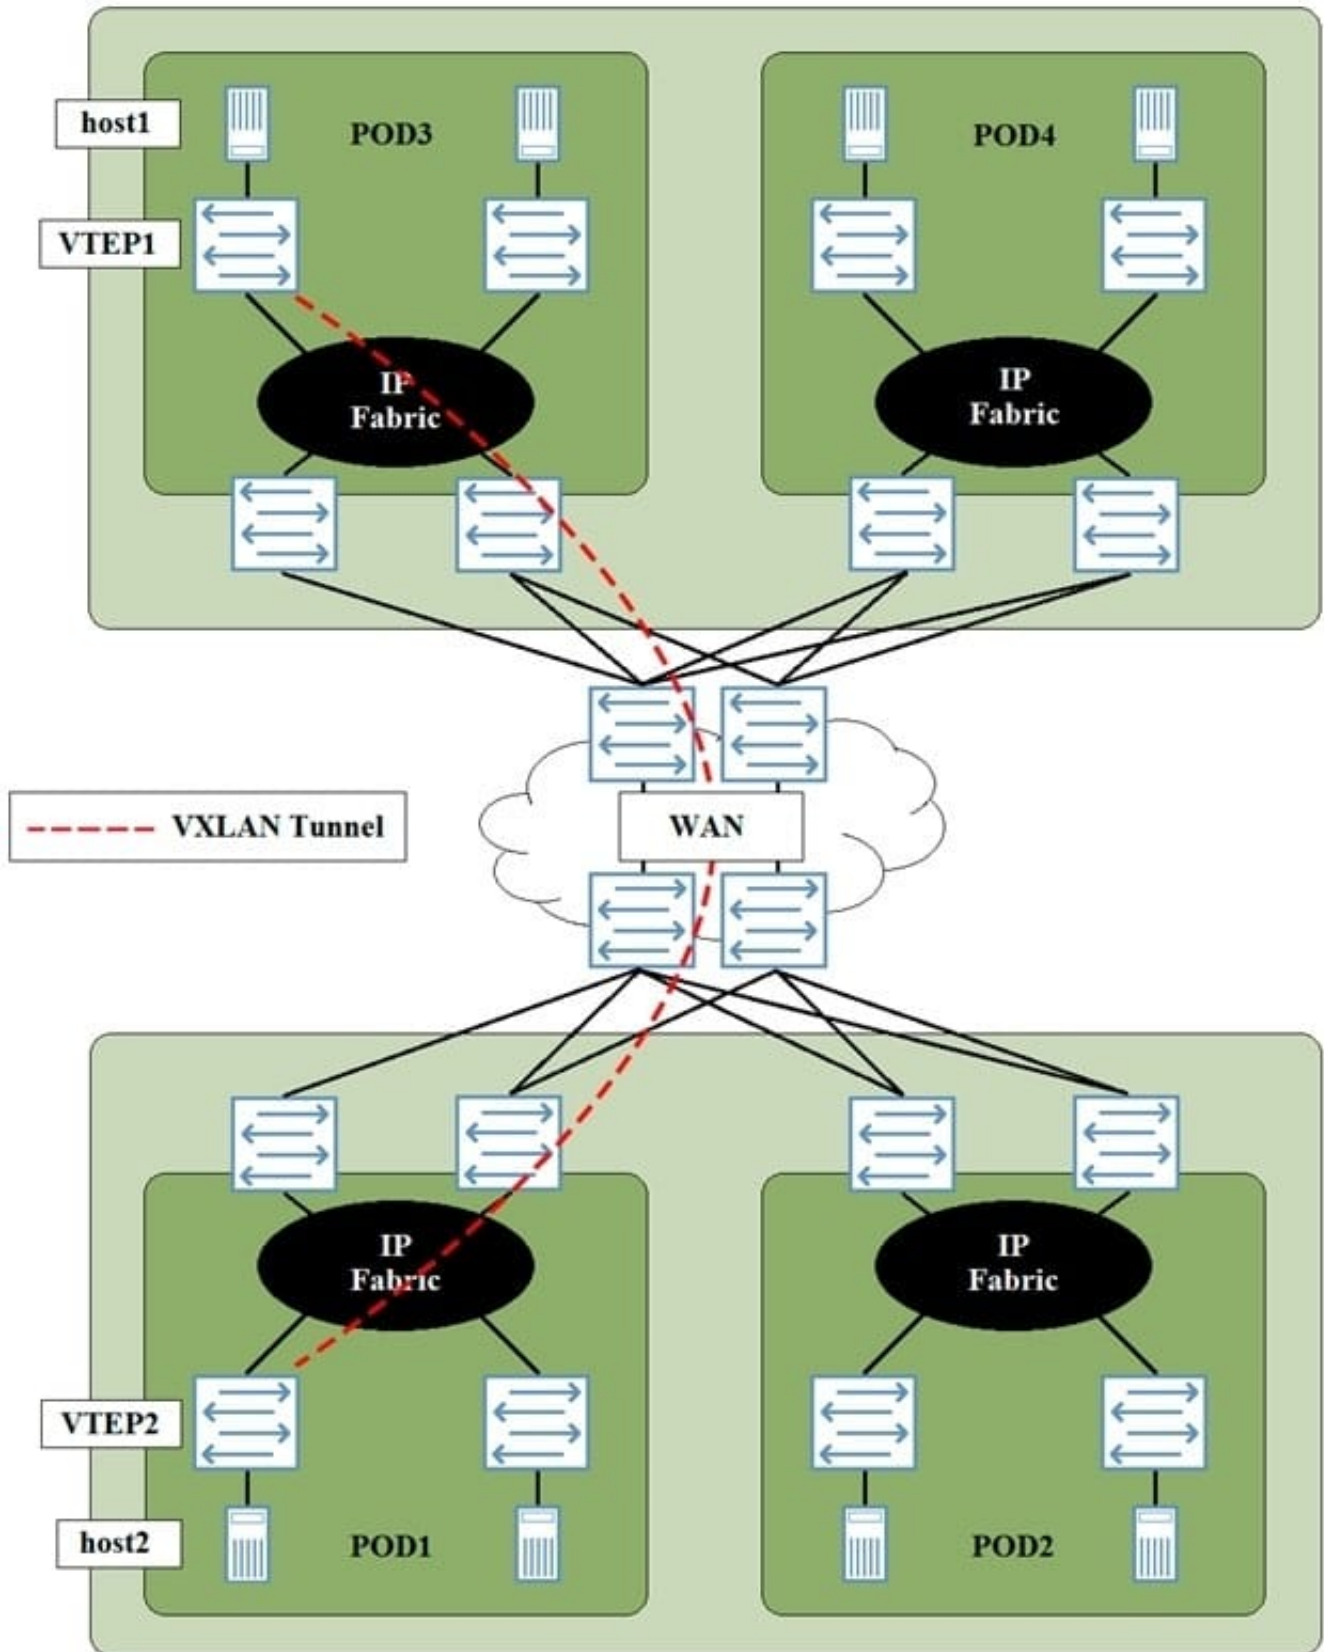 host1
POD3
POD4
VTEP1
IP
Fabric
IP
Fabric
VXLAN Tunnel
WAN
IP
Fabric
IP
Fabric
VTEP2
host2
POD1
POD2